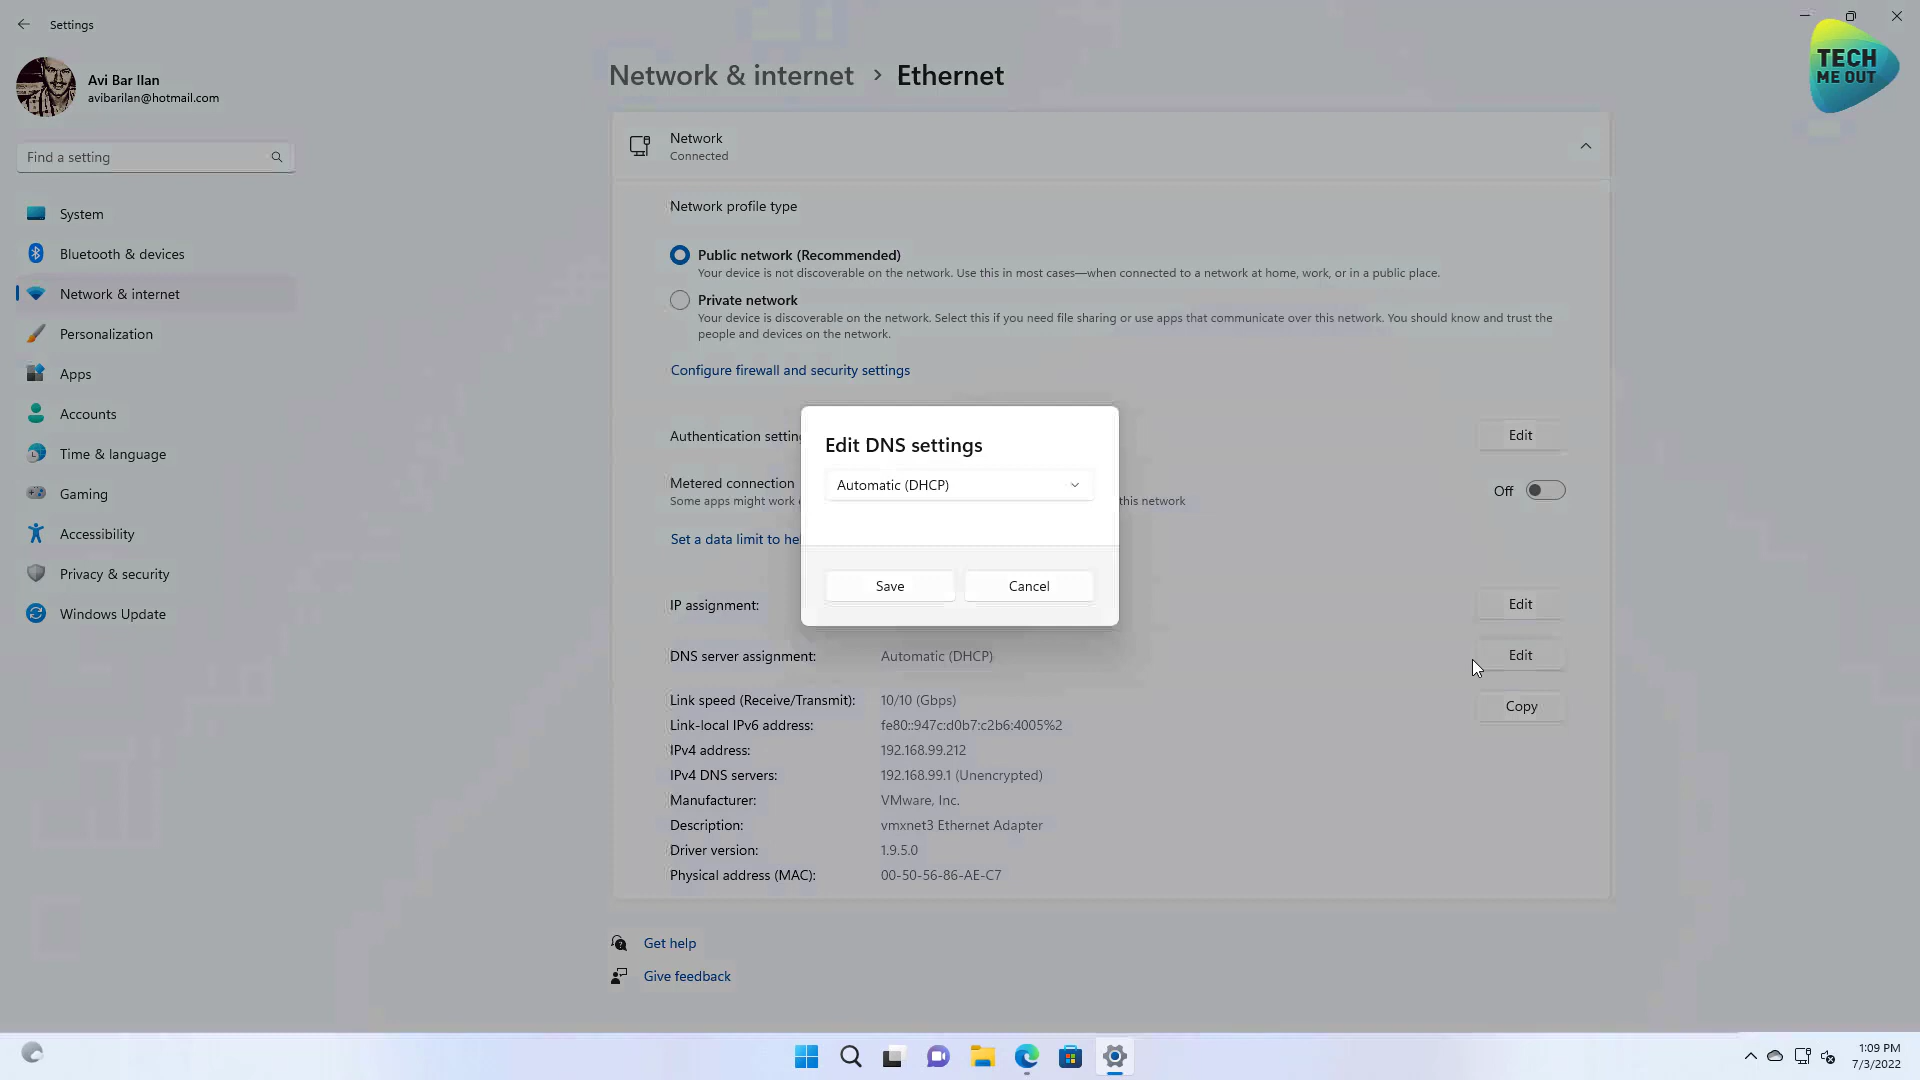 Settings
TECH
ME OUT
Avi Bar Ilan
avibarilan@hotmail.com
Find a setting
System
Bluetooth & devices
Network & internet
Personalization
Apps
Accounts
Time & language
Gaming
Accessibility
Privacy & security
Windows Update
Network & internet > Ethernet
Network
Connected
Network profile type
Public network (Recommended)
Your device is not discoverable on the network. Use this in most cases—when connected to a network at home, work, or in a public place.
Private network
Your device is discoverable on the network. Select this if you need file sharing or use apps that communicate over this network. You should know and trust the
people and devices on the network.
Configure firewall and security settings
Authentication settin
Edit
Metered connection
Some apps might work
this network
Off
Set a data limit to he
Edit DNS settings
Automatic (DHCP)
Save
Cancel
IP assignment:
Edit
DNS server assignment:
Automatic (DHCP)
Edit
Link speed (Receive/Transmit):
10/10 (Gbps)
Copy
Link-local IPv6 address:
fe80::947c:d0b7:c2b6:4005%2
IPv4 address:
192.168.99.212
IPv4 DNS servers:
192.168.99.1 (Unencrypted)
Manufacturer:
VMware, Inc.
Description:
vmxnet3 Ethernet Adapter
Driver version:
1.9.5.0
Physical address (MAC):
00-50-56-86-AE-C7
Get help
Give feedback
1:09 PM
7/3/2022